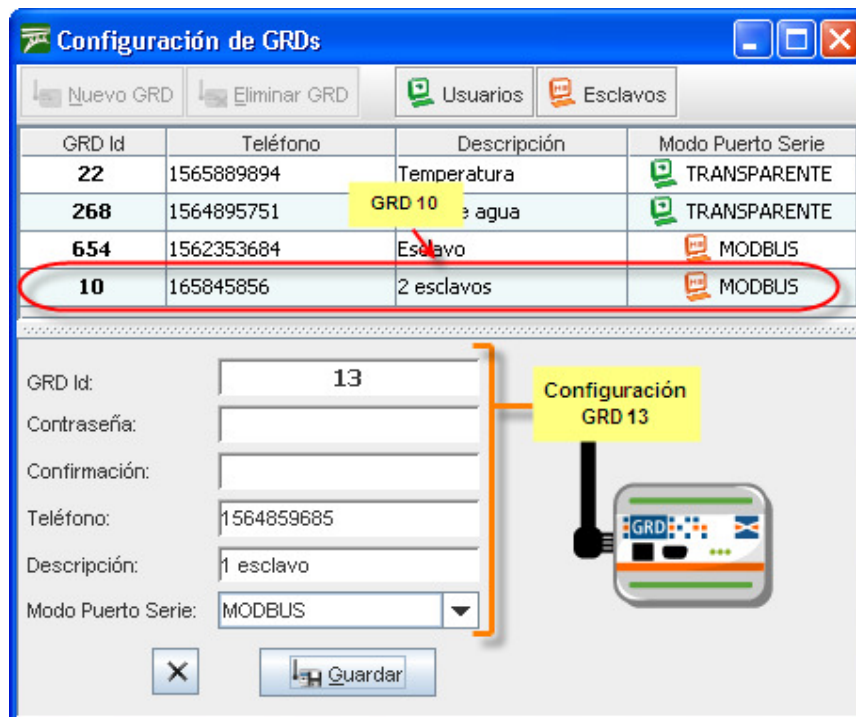 Configuración de GRDs
Nuevo GRD Eliminar GRD Usuarios Esclavos
GRD Id Teléfono Descripción Modo Puerto Serie
22 1565889894 Temperatura TRANSPARENTE
268 1564895751 e agua TRANSPARENTE
GRD 10
654 1562353684 Esclavo MODBUS
10 165845856 2 esclavos MODBUS
GRD Id: 13
Configuración
GRD 13
Contraseña:
Confirmación:
Teléfono: 1564859685
GRD
Descripción: 1 esclavo
Modo Puerto Serie: MODBUS
Guardar